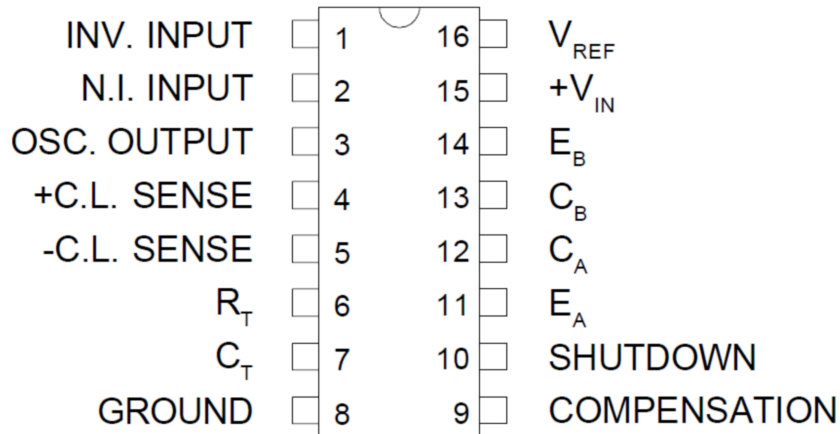 INV. INPUT 1 16 VREF
N.I. INPUT 2 15 +VIN
OSC. OUTPUT 3 14 EB
+C.L. SENSE 4 13 CB
-C.L. SENSE 5 12 CA
RT 6 11 EA
CT 7 10 SHUTDOWN
GROUND 8 9 COMPENSATION